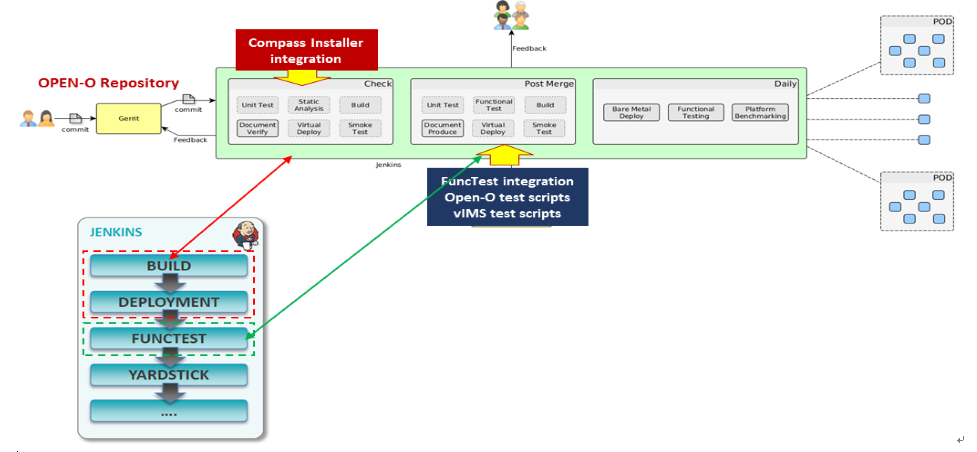 POD
Compass Installer
integration
Feedback
OPEN-O Repository
Check
Post Merge
Daily
Unit Test
Static
Analysis
Build
Unit Test
Functional
Test
Build
commit
Gerrit
Bare Metal
Deploy
Functional
Testing
Platform
Benchmarking
commit
Document
Verify
Virtual
Deploy
Smoke
Test
Document
Produce
Virtual
Deploy
Smoke
Test
Feedback
Jenkins
FuncTest integration
Open-O test scripts
vIMS test scripts
POD
JENKINS
BUILD
DEPLOYMENT
FUNCTEST
YARDSTICK
....